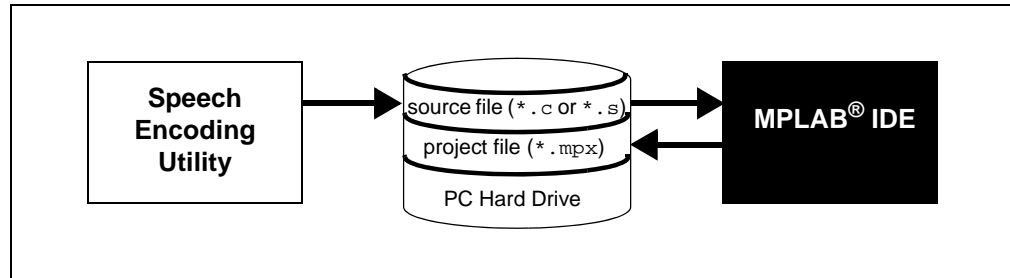 Speech
Encoding
Utility
source file (*.c or *.s)
project file (*.mpx)
PC Hard Drive
MPLAB® IDE